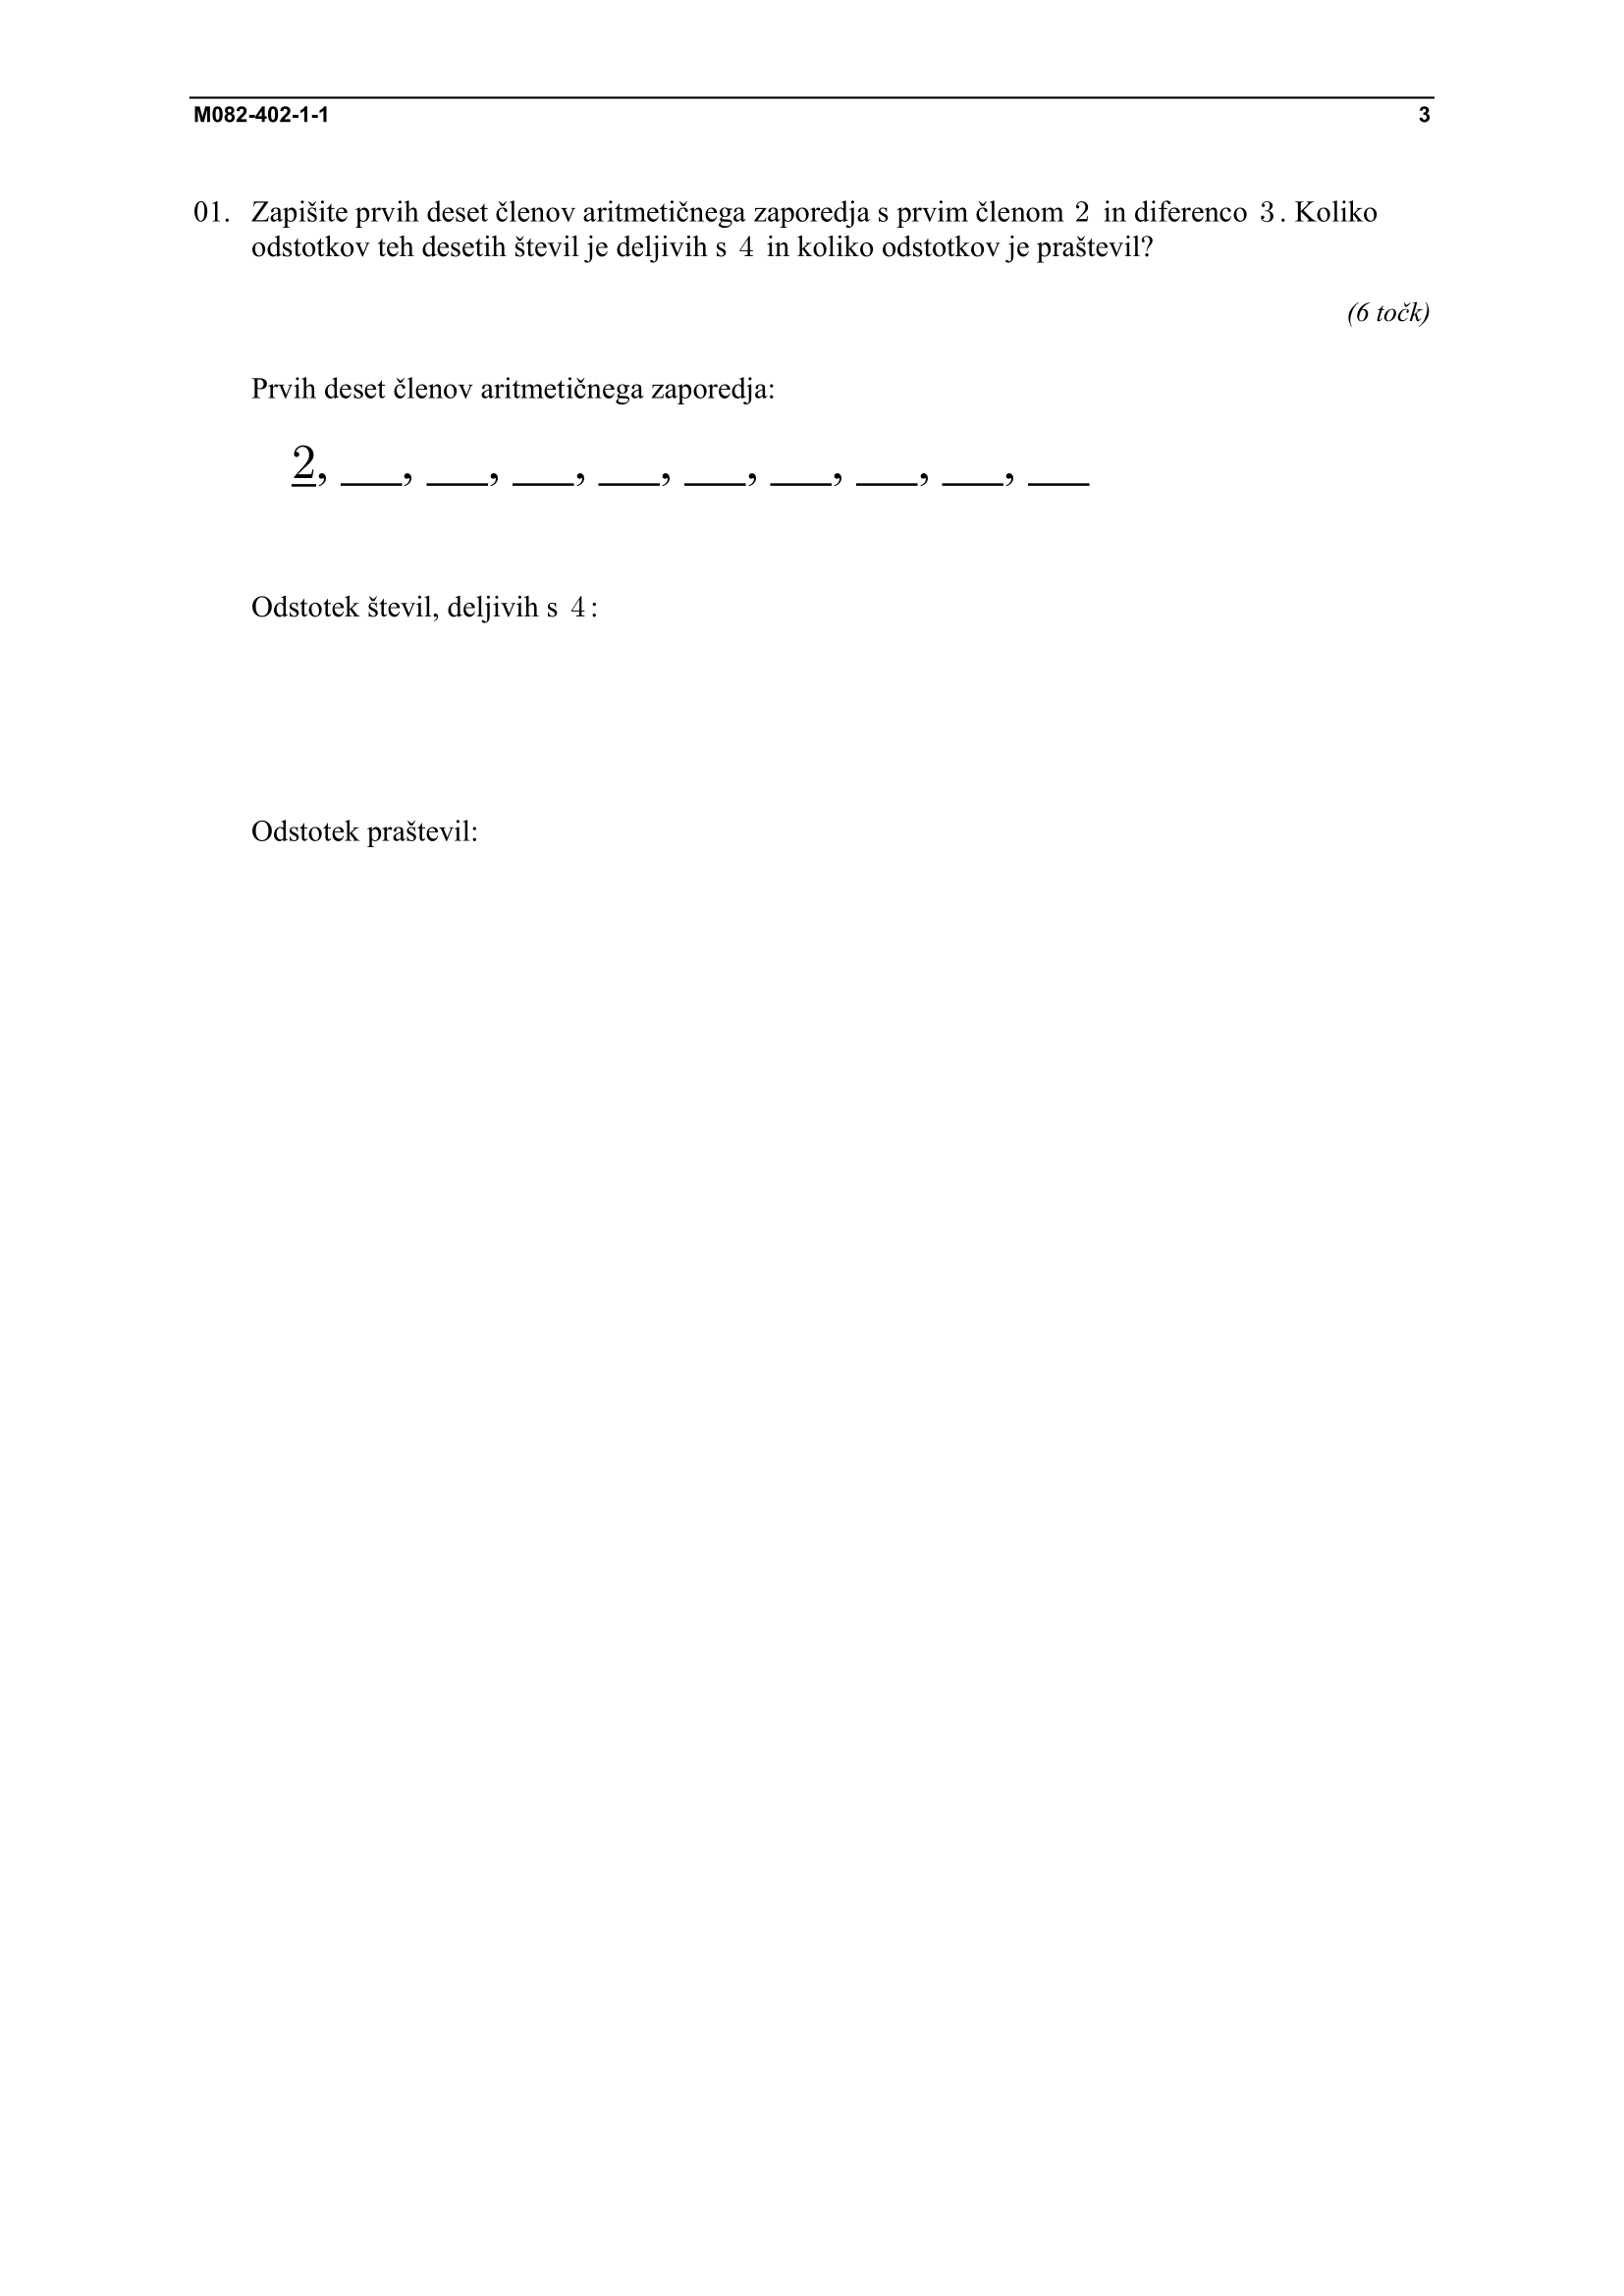 M082-402-1-1 3
01. Zapišite prvih deset členov aritmetičnega zaporedja s prvim členom 2 in diferenco 3. Koliko
odstotkov teh desetih števil je deljivih s 4 in koliko odstotkov je praštevil?
(6 točk)
Prvih deset členov aritmetičnega zaporedja:
2, ___, ___, ___, ___, ___, ___, ___, ___, ___
Odstotek števil, deljivih s 4:
Odstotek praštevil: